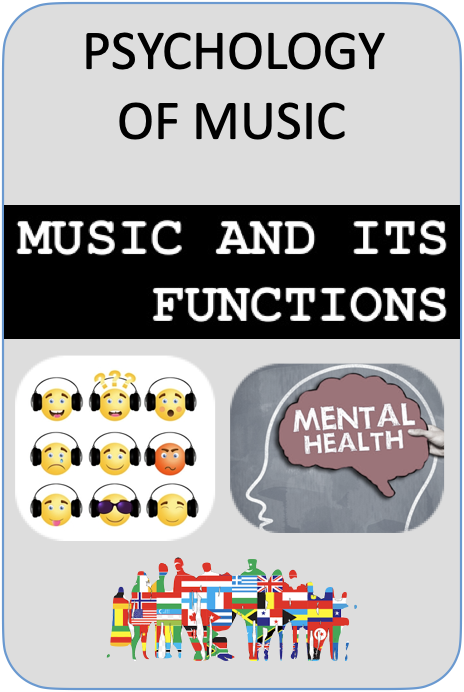 PSYCHOLOGY
OF MUSIC
MUSIC AND ITS
FUNCTIONS
MENTAL
HEALTH